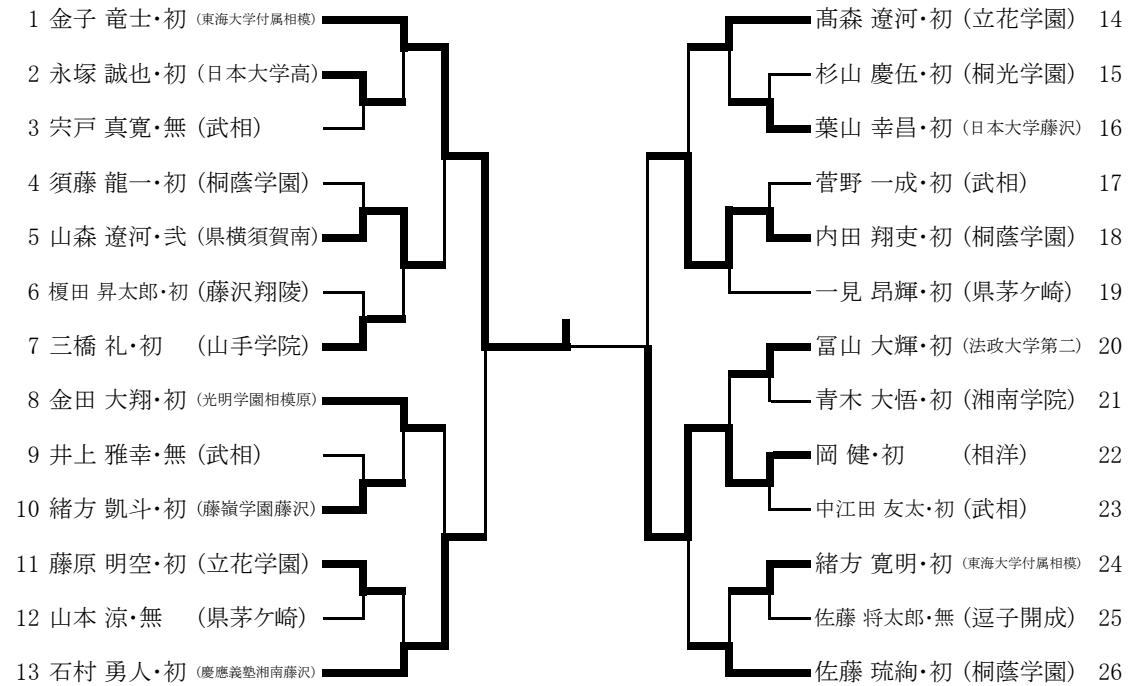 1 金子 竜士・初 (東海大学付属相模)
2 永塚 誠也・初 (日本大学高)
3 宍戸 真寛・無 (武相)
4 須藤 龍一・初 (桐蔭学園)
5 山森 遼河・弐 (県横須賀南)
6 榎田 昇太郎・初 (藤沢翔陵)
7 三橋 礼・初 (山手学院)
8 金田 大翔・初 (光明学園相模原)
9 井上 雅幸・無 (武相)
10 緒方 凱斗・初 (藤嶺学園藤沢)
11 藤原 明空・初 (立花学園)
12 山本 涼・無 (県茅ケ崎)
13 石村 勇人・初 (慶應義塾湘南藤沢)
髙森 遼河・初 (立花学園) 14
杉山 慶伍・初 (桐光学園) 15
葉山 幸昌・初 (日本大学藤沢) 16
菅野 一成・初 (武相) 17
内田 翔吏・初 (桐蔭学園) 18
一見 昂輝・初 (県茅ケ崎) 19
冨山 大輝・初 (法政大学第二) 20
青木 大悟・初 (湘南学院) 21
岡 健・初 (相洋) 22
中江田 友太・初 (武相) 23
緒方 寛明・初 (東海大学付属相模) 24
佐藤 将太郎・無 (逗子開成) 25
佐藤 琉絢・初 (桐蔭学園) 26